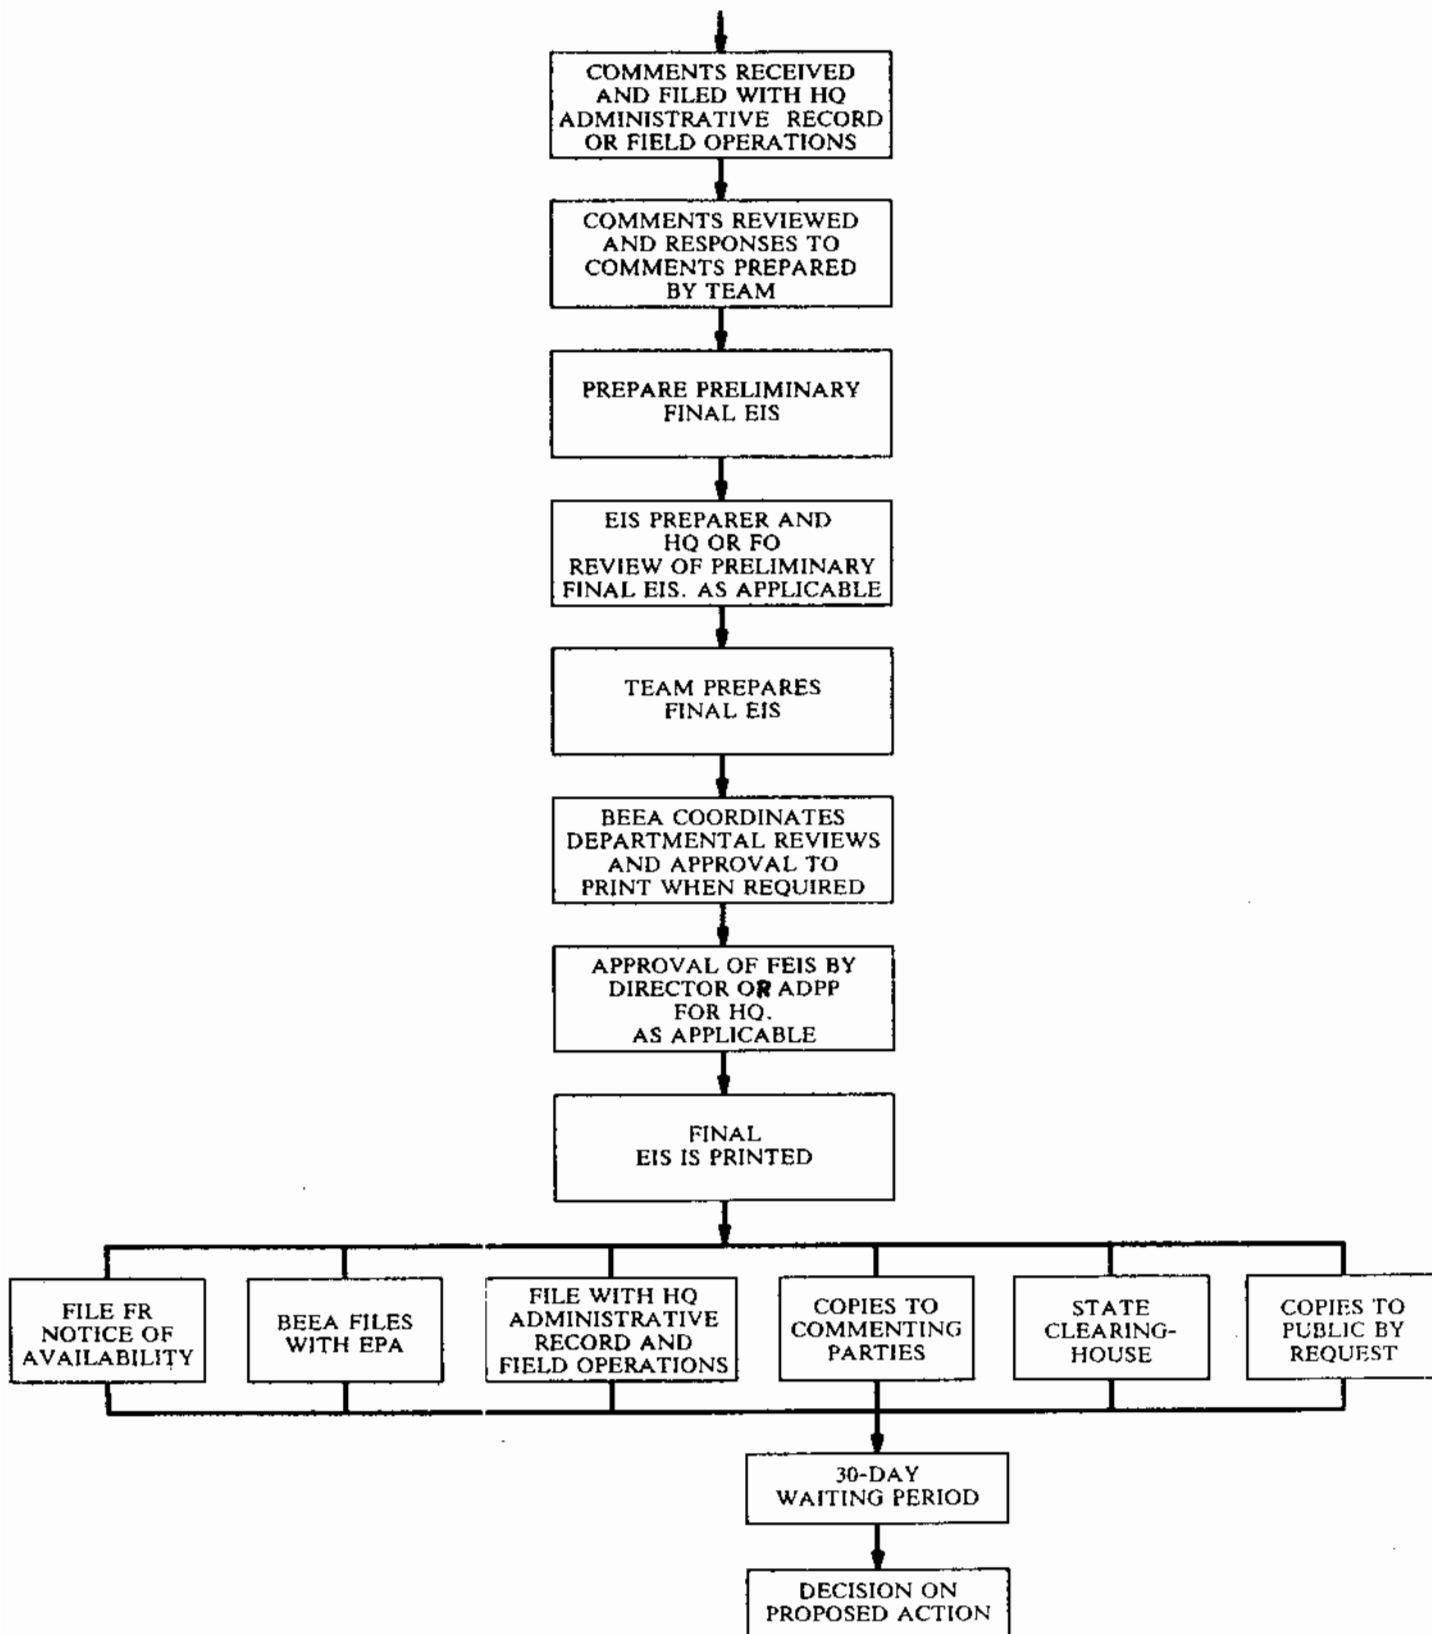 COMMENTS RECEIVED
AND FILED WITH HQ
ADMINISTRATIVE RECORD
OR FIELD OPERATIONS
COMMENTS REVIEWED
AND RESPONSES TO
COMMENTS PREPARED
BY TEAM
PREPARE PRELIMINARY
FINAL EIS
EIS PREPARER AND
HQ OR FO
REVIEW OF PRELIMINARY
FINAL EIS. AS APPLICABLE
TEAM PREPARES
FINAL EIS
BEEA COORDINATES
DEPARTMENTAL REVIEWS
AND APPROVAL TO
PRINT WHEN REQUIRED
APPROVAL OF FEIS BY
DIRECTOR OR ADPP
FOR HQ.
AS APPLICABLE
FINAL
EIS IS PRINTED
FILE FR
NOTICE OF
AVAILABILITY
BEEA FILES
WITH EPA
FILE WITH HQ
ADMINISTRATIVE
RECORD AND
FIELD OPERATIONS
COPIES TO
COMMENTING
PARTIES
STATE
CLEARING-
HOUSE
COPIES TO
PUBLIC BY
REQUEST
30-DAY
WAITING PERIOD
DECISION ON
PROPOSED ACTION